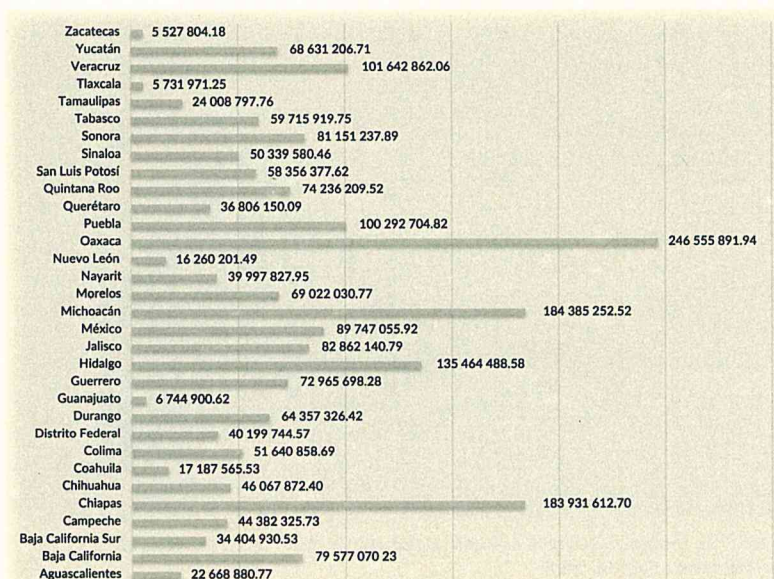 Zacatecas 5 527 804.18
Yucatán 68 631 206.71
Veracruz 101 642 862.06
Tlaxcala 5 731 971.25
Tamaulipas 24 008 797.76
Tabasco 59 715 919.75
Sonora 81 151 237.89
Sinaloa 50 339 580.46
San Luis Potosí 58 356 377.62
Quintana Roo 74 236 209.52
Querétaro 36 806 150.09
Puebla 100 292 704.82
Oaxaca 246 555 891.94
Nuevo León 16 260 201.49
Nayarit 39 997 827.95
Morelos 69 022 030.77
Michoacán 184 385 252.52
México 89 747 055.92
Jalisco 82 862 140.79
Hidalgo 135 464 488.58
Guerrero 72 965 698.28
Guanajuato 6 744 900.62
Durango 64 357 326.42
Distrito Federal 40 199 744.57
Colima 51 640 858.69
Coahuila 17 187 565.53
Chihuahua 46 067 872.40
Chiapas 183 931 612.70
Campeche 44 382 325.73
Baja California Sur 34 404 930.53
Baja California 79 577 070 23
Aguascalientes 22 668 880.77